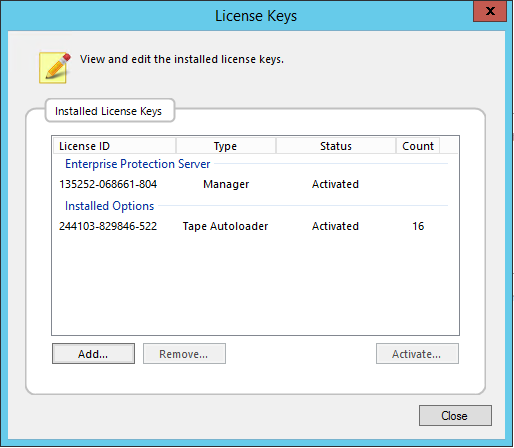 License Keys
X
View and edit the installed license keys.
Installed License Keys
License ID Type Status Count
Enterprise Protection Server
135252-068661-804 Manager Activated
Installed Options
244103-829846-522 Tape Autoloader Activated 16
Add... Remove... Activate...
Close